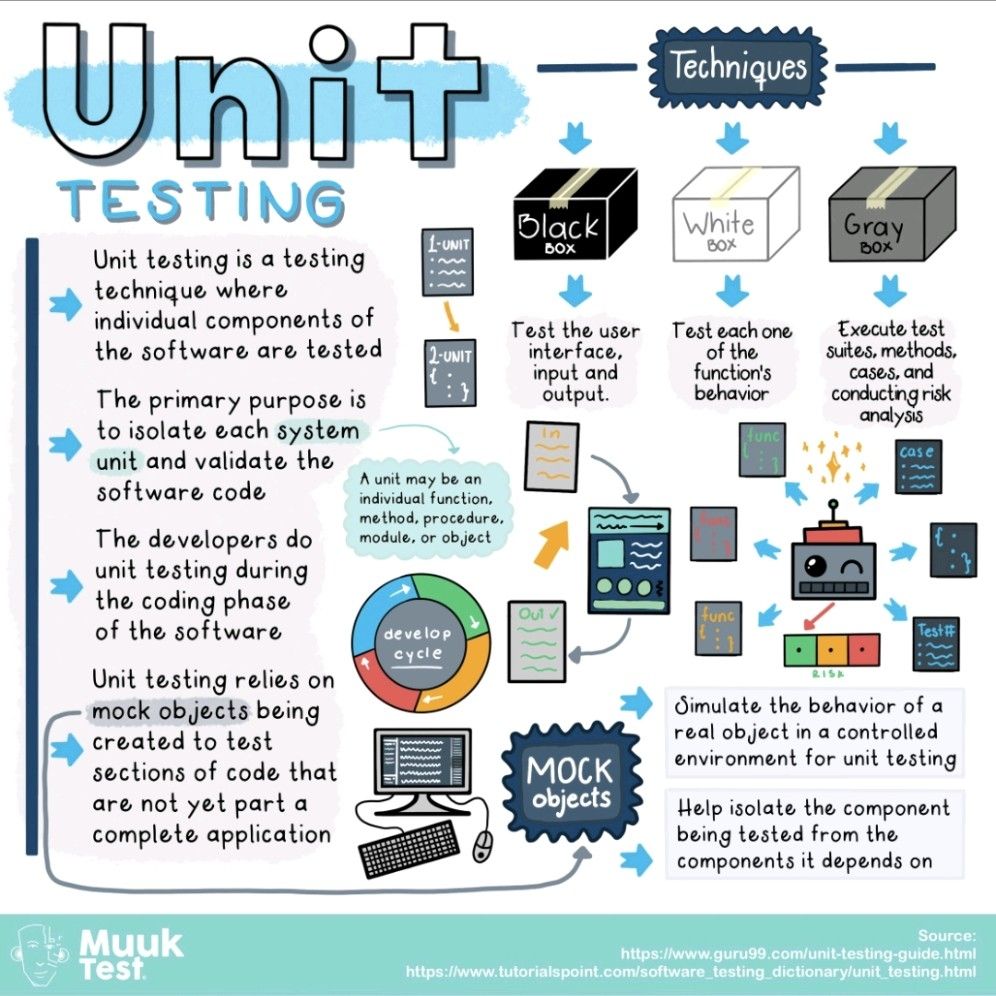 Unit
TESTING
Unit testing is a testing
technique where
individual components of
the software are tested
The primary purpose is
to isolate each system
unit and validate the
software code
The developers do
unit testing during
the coding phase
of the software
Unit testing relies on
mock objects being
created to test
sections of code that
are not yet part a
complete application
1-UNIT
2-UNIT
A unit may be an
individual function,
method, procedure,
module, or object
develop
cycle
Techniques
Black
BOX
Test the user
interface,
input and
output.
White
BOX
Test each one
of the
function's
behavior
Gray
BOX
Execute test
suites, methods,
cases, and
conducting risk
analysis
In
Out ✓
func
{ : }
func
{ : }
func
{ : }
case
{ : }
Test#
RISK
MOCK
objects
Simulate the behavior of a
real object in a controlled
environment for unit testing
Help isolate the component
being tested from the
components it depends on
Muuk
Test.
Source:
https://www.guru99.com/unit-testing-guide.html
https://www.tutorialspoint.com/software_testing_dictionary/unit_testing.html